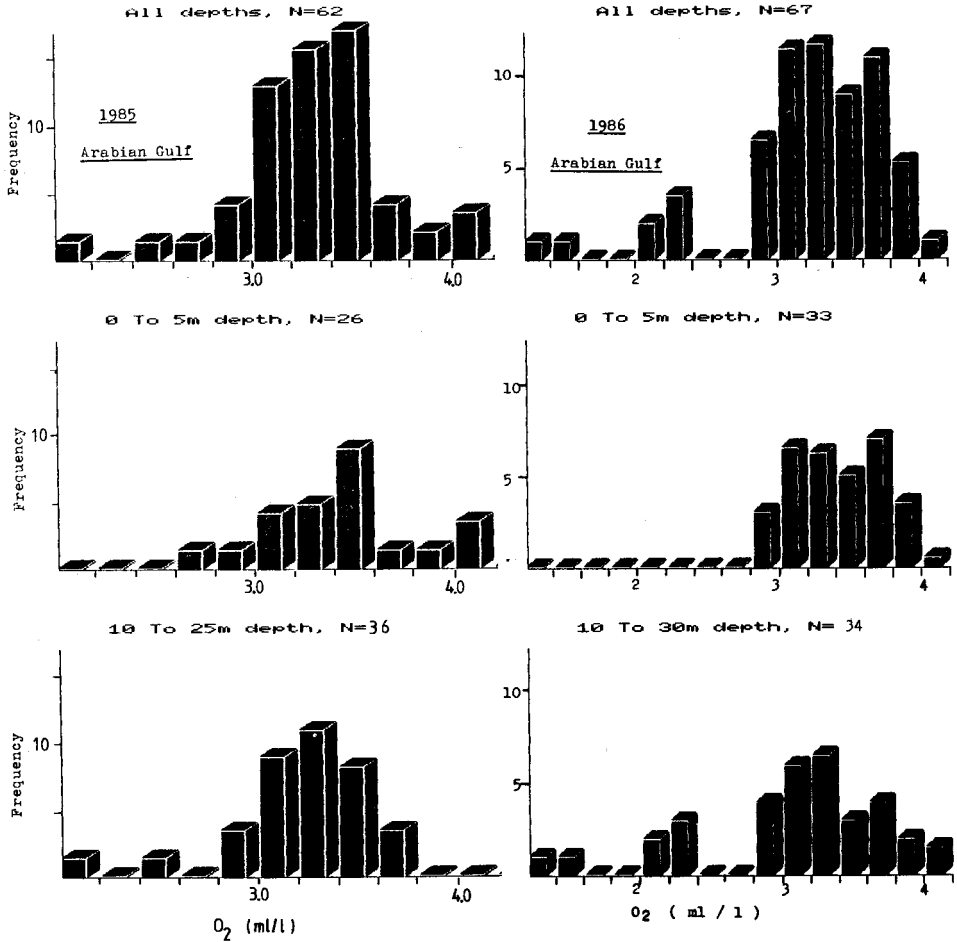 All depths, N=62
10
Frequency
1985
Arabian Gulf
3.0
4.0
All depths, N=67
10
5
1986
Arabian Gulf
2
3
4
0 To 5m depth, N=26
10
Frequency
3.0
4.0
0 To 5m depth, N=33
10
5
2
3
4
10 To 25m depth, N=36
10
Frequency
3.0
4.0
O2 (ml/l)
10 To 30m depth, N= 34
10
5
2
3
4
O2 ( ml / l )